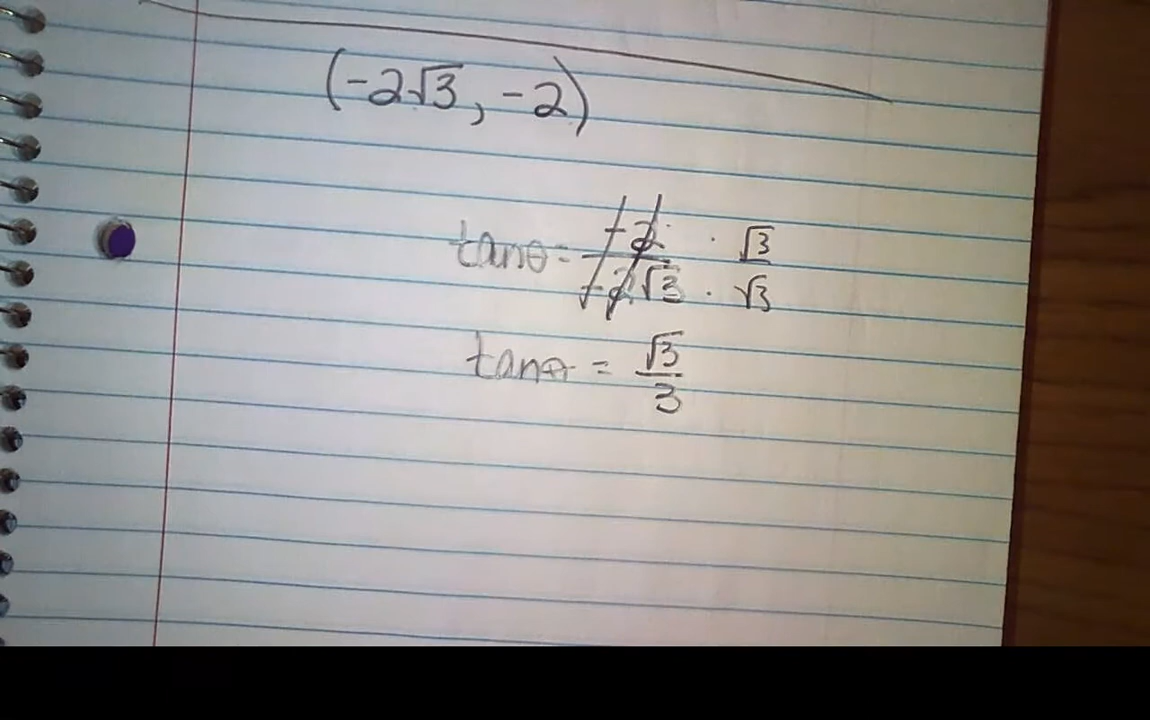 (-2√3, -2)
tanθ = -2/-2√3 · √3/√3
tanθ = √3/3